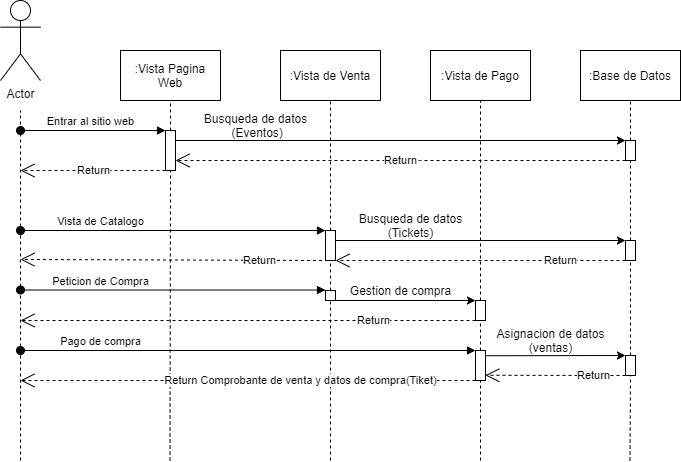 Actor
:Vista Pagina
Web
:Vista de Venta
:Vista de Pago
:Base de Datos
Entrar al sitio web
Busqueda de datos
(Eventos)
Return
Return
Vista de Catalogo
Busqueda de datos
(Tickets)
Return
Return
Peticion de Compra
Gestion de compra
Return
Pago de compra
Asignacion de datos
(ventas)
Return
Return Comprobante de venta y datos de compra(Tiket)